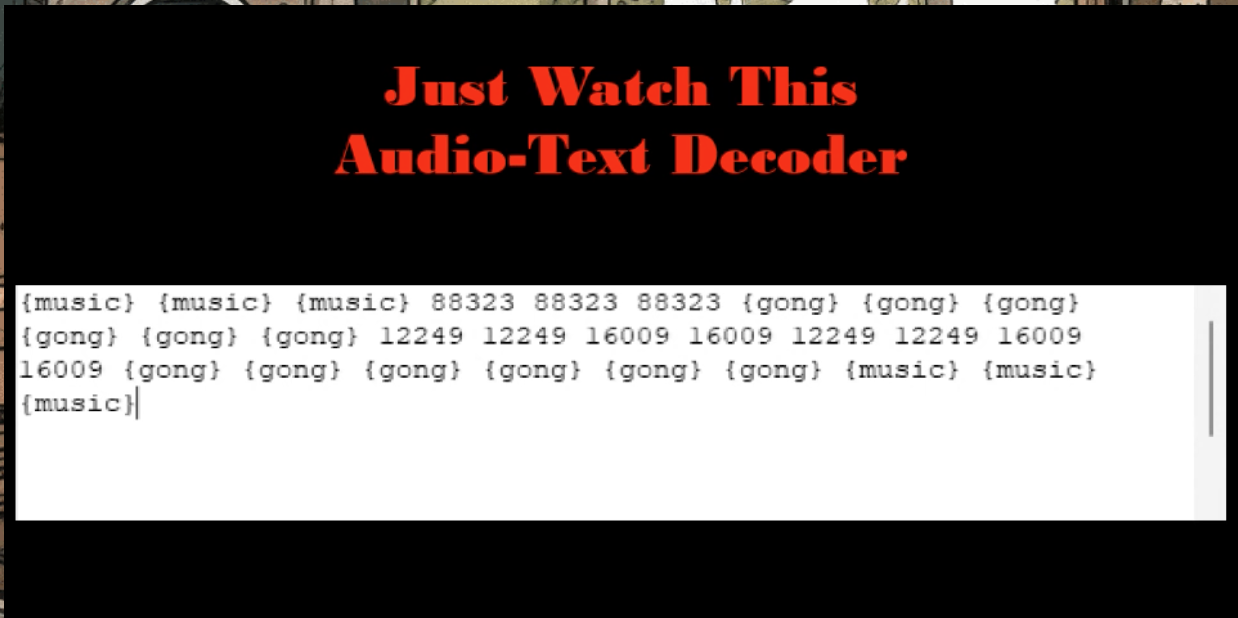 Just Watch This
Audio-Text Decoder
{music} {music} {music} 88323 88323 88323 {gong} {gong} {gong}
{gong} {gong} {gong} 12249 12249 16009 16009 12249 12249 16009
16009 {gong} {gong} {gong} {gong} {gong} {gong} {music} {music}
{music}